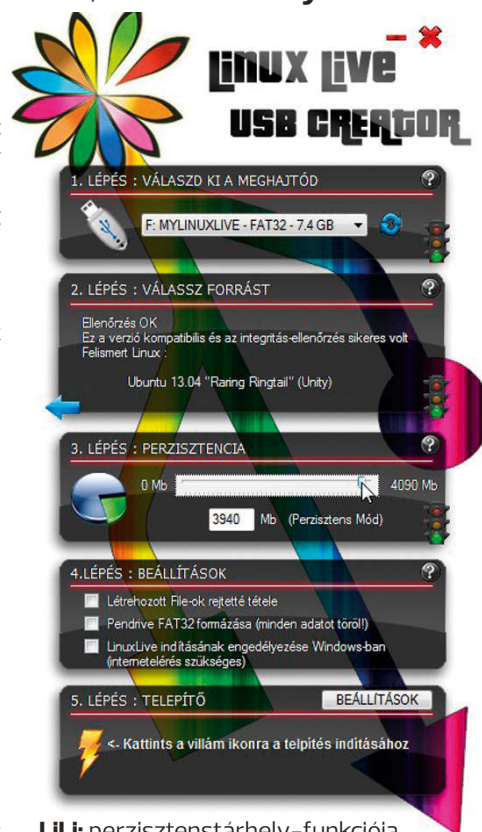 Linux Live
USB CREATOR
1. LÉPÉS : VÁLASZD KI A MEGHAJTÓD
?
F: MYLINUXLIVE - FAT32 - 7.4 GB
2. LÉPÉS : VÁLASSZ FORRÁST
?
Ellenőrzés OK
Ez a verzió kompatibilis és az integritás-ellenőrzés sikeres volt
Felismert Linux :
Ubuntu 13.04 "Raring Ringtail" (Unity)
3. LÉPÉS : PERZISZTENCIA
?
0 Mb 4090 Mb
3940 Mb (Perzisztens Mód)
4.LÉPÉS : BEÁLLÍTÁSOK
?
Létrehozott File-ok rejtetté tétele
Pendrive FAT32 formázása (minden adatot töröl!)
LinuxLive indításának engedélyezése Windows-ban
(internetelérés szükséges)
5. LÉPÉS : TELEPÍTŐ BEÁLLÍTÁSOK
<- Kattints a villám ikonra a telpítés indításához
LiLi: perzisztenstárhely-funkciója